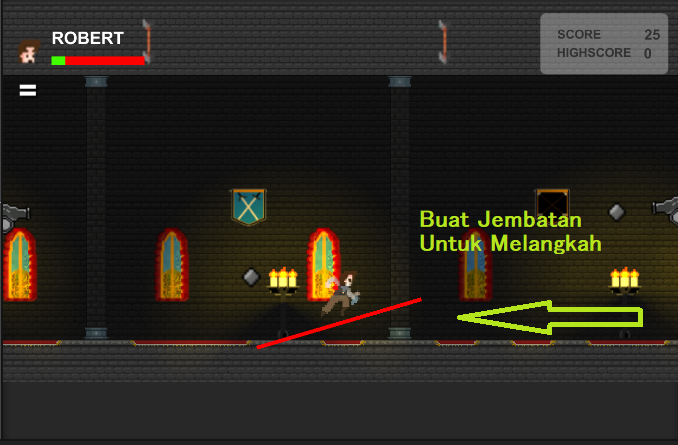 ROBERT
SCORE 25
HIGHSCORE 0
Buat Jembatan
Untuk Melangkah